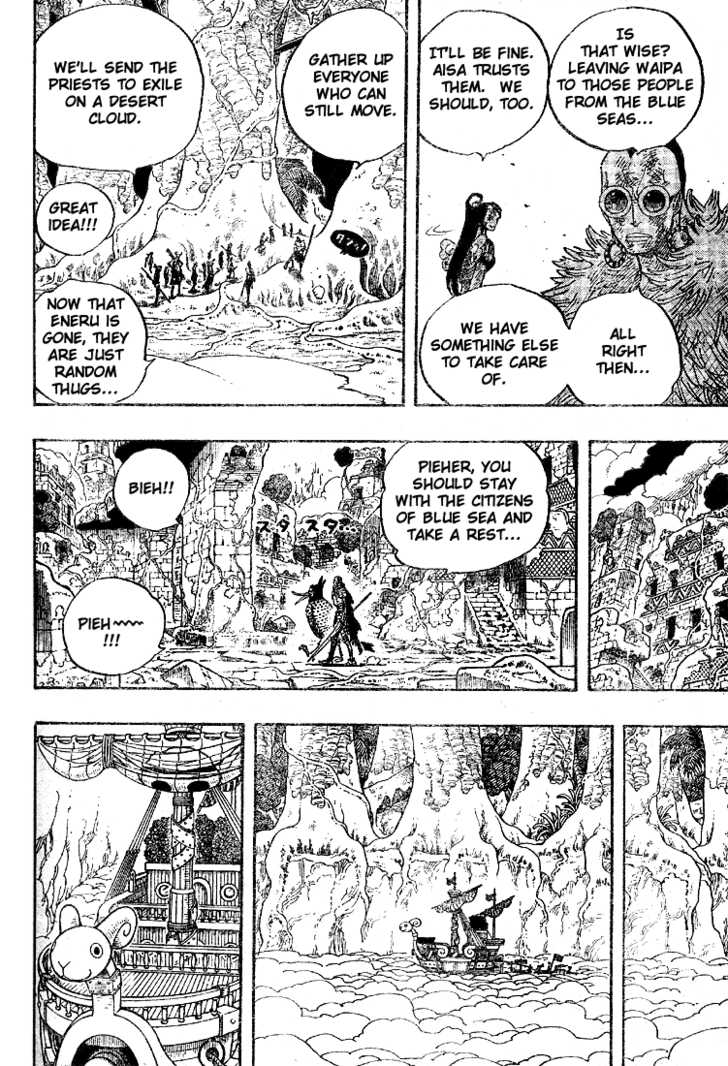 IS
THAT WISE?
LEAVING WAIPA
TO THOSE PEOPLE
FROM THE BLUE
SEAS...
IT'LL BE FINE.
AISA TRUSTS
THEM. WE
SHOULD, TOO.
ALL
RIGHT
THEN...
WE HAVE
SOMETHING ELSE
TO TAKE CARE
OF.
GATHER UP
EVERYONE
WHO CAN
STILL MOVE.
WE'LL SEND THE
PRIESTS TO EXILE
ON A DESERT
CLOUD.
GREAT
IDEA!!!
NOW THAT
ENERU IS
GONE, THEY
ARE JUST
RANDOM
THUGS...
PIEHER, YOU
SHOULD STAY
WITH THE CITIZENS
OF BLUE SEA AND
TAKE A REST...
スタスタ
BIEH!!
PIEH~~~
!!!